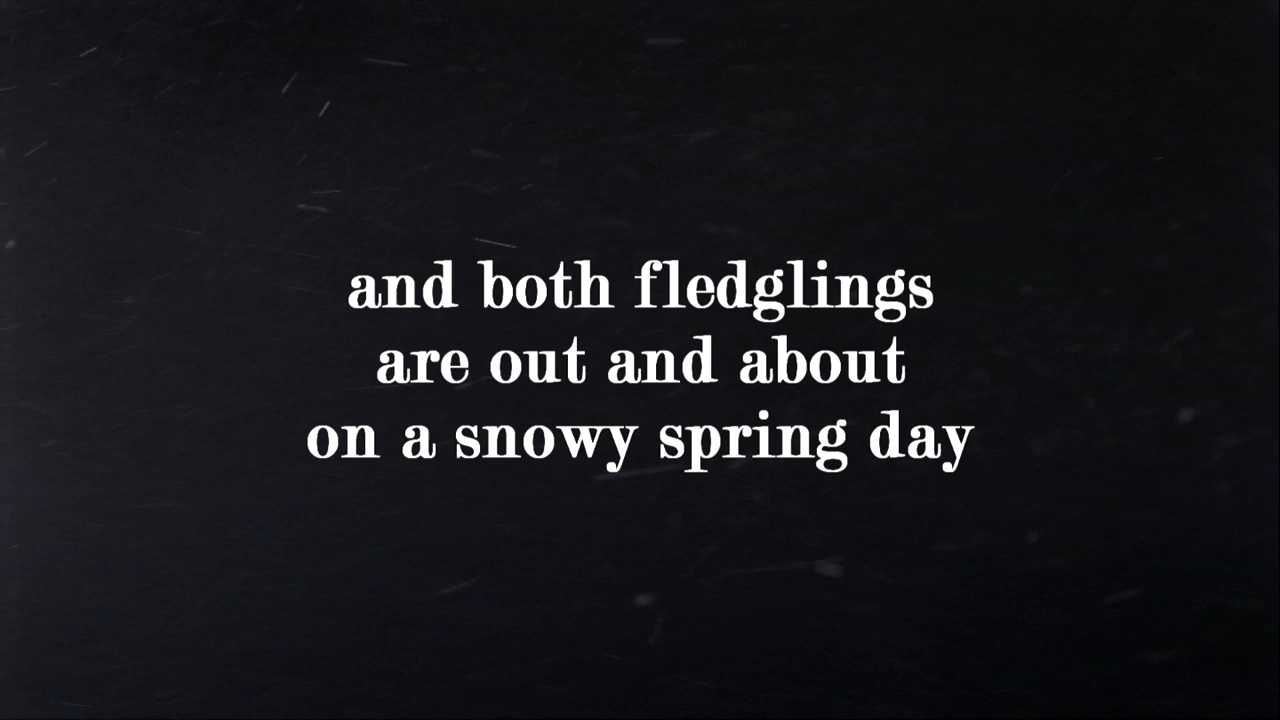 and both fledglings
are out and about
on a snowy spring day